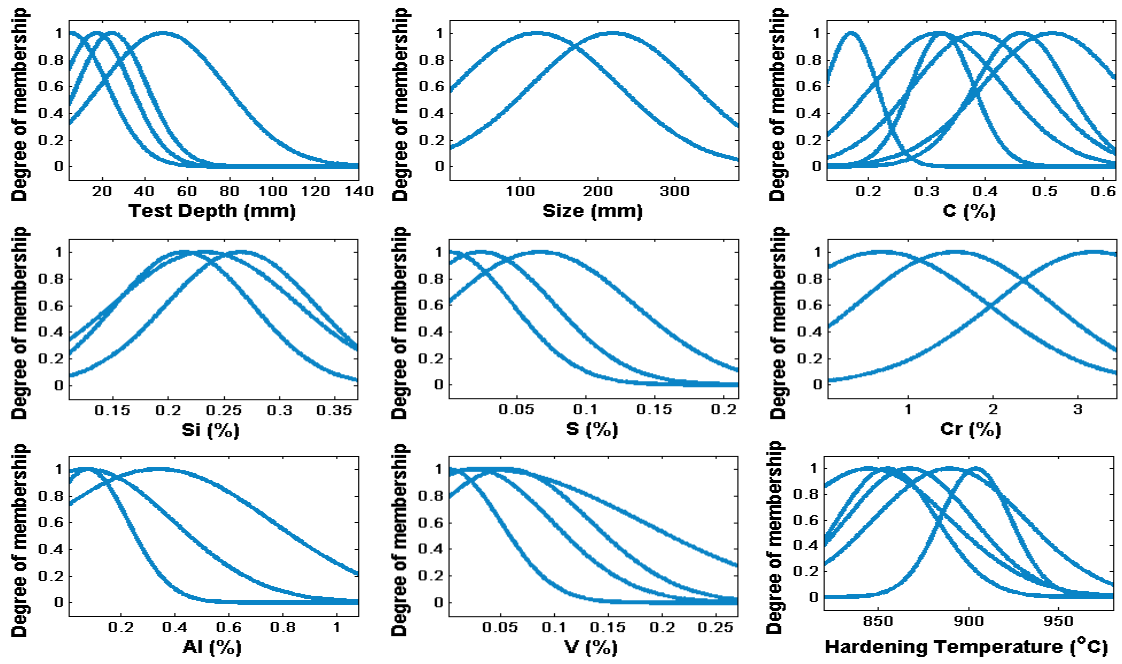 Degree of membership
1
0.8
0.6
0.4
0.2
0
20 40 60 80 100 120 140
Test Depth (mm)
Degree of membership
1
0.8
0.6
0.4
0.2
0
100 200 300
Size (mm)
Degree of membership
1
0.8
0.6
0.4
0.2
0
0.2 0.3 0.4 0.5 0.6
C (%)
Degree of membership
1
0.8
0.6
0.4
0.2
0
0.15 0.2 0.25 0.3 0.35
Si (%)
Degree of membership
1
0.8
0.6
0.4
0.2
0
0.05 0.1 0.15 0.2
S (%)
Degree of membership
1
0.8
0.6
0.4
0.2
0
1 2 3
Cr (%)
Degree of membership
1
0.8
0.6
0.4
0.2
0
0.2 0.4 0.6 0.8 1
Al (%)
Degree of membership
1
0.8
0.6
0.4
0.2
0
0.05 0.1 0.15 0.2 0.25
V (%)
Degree of membership
1
0.8
0.6
0.4
0.2
0
850 900 950
Hardening Temperature (°C)